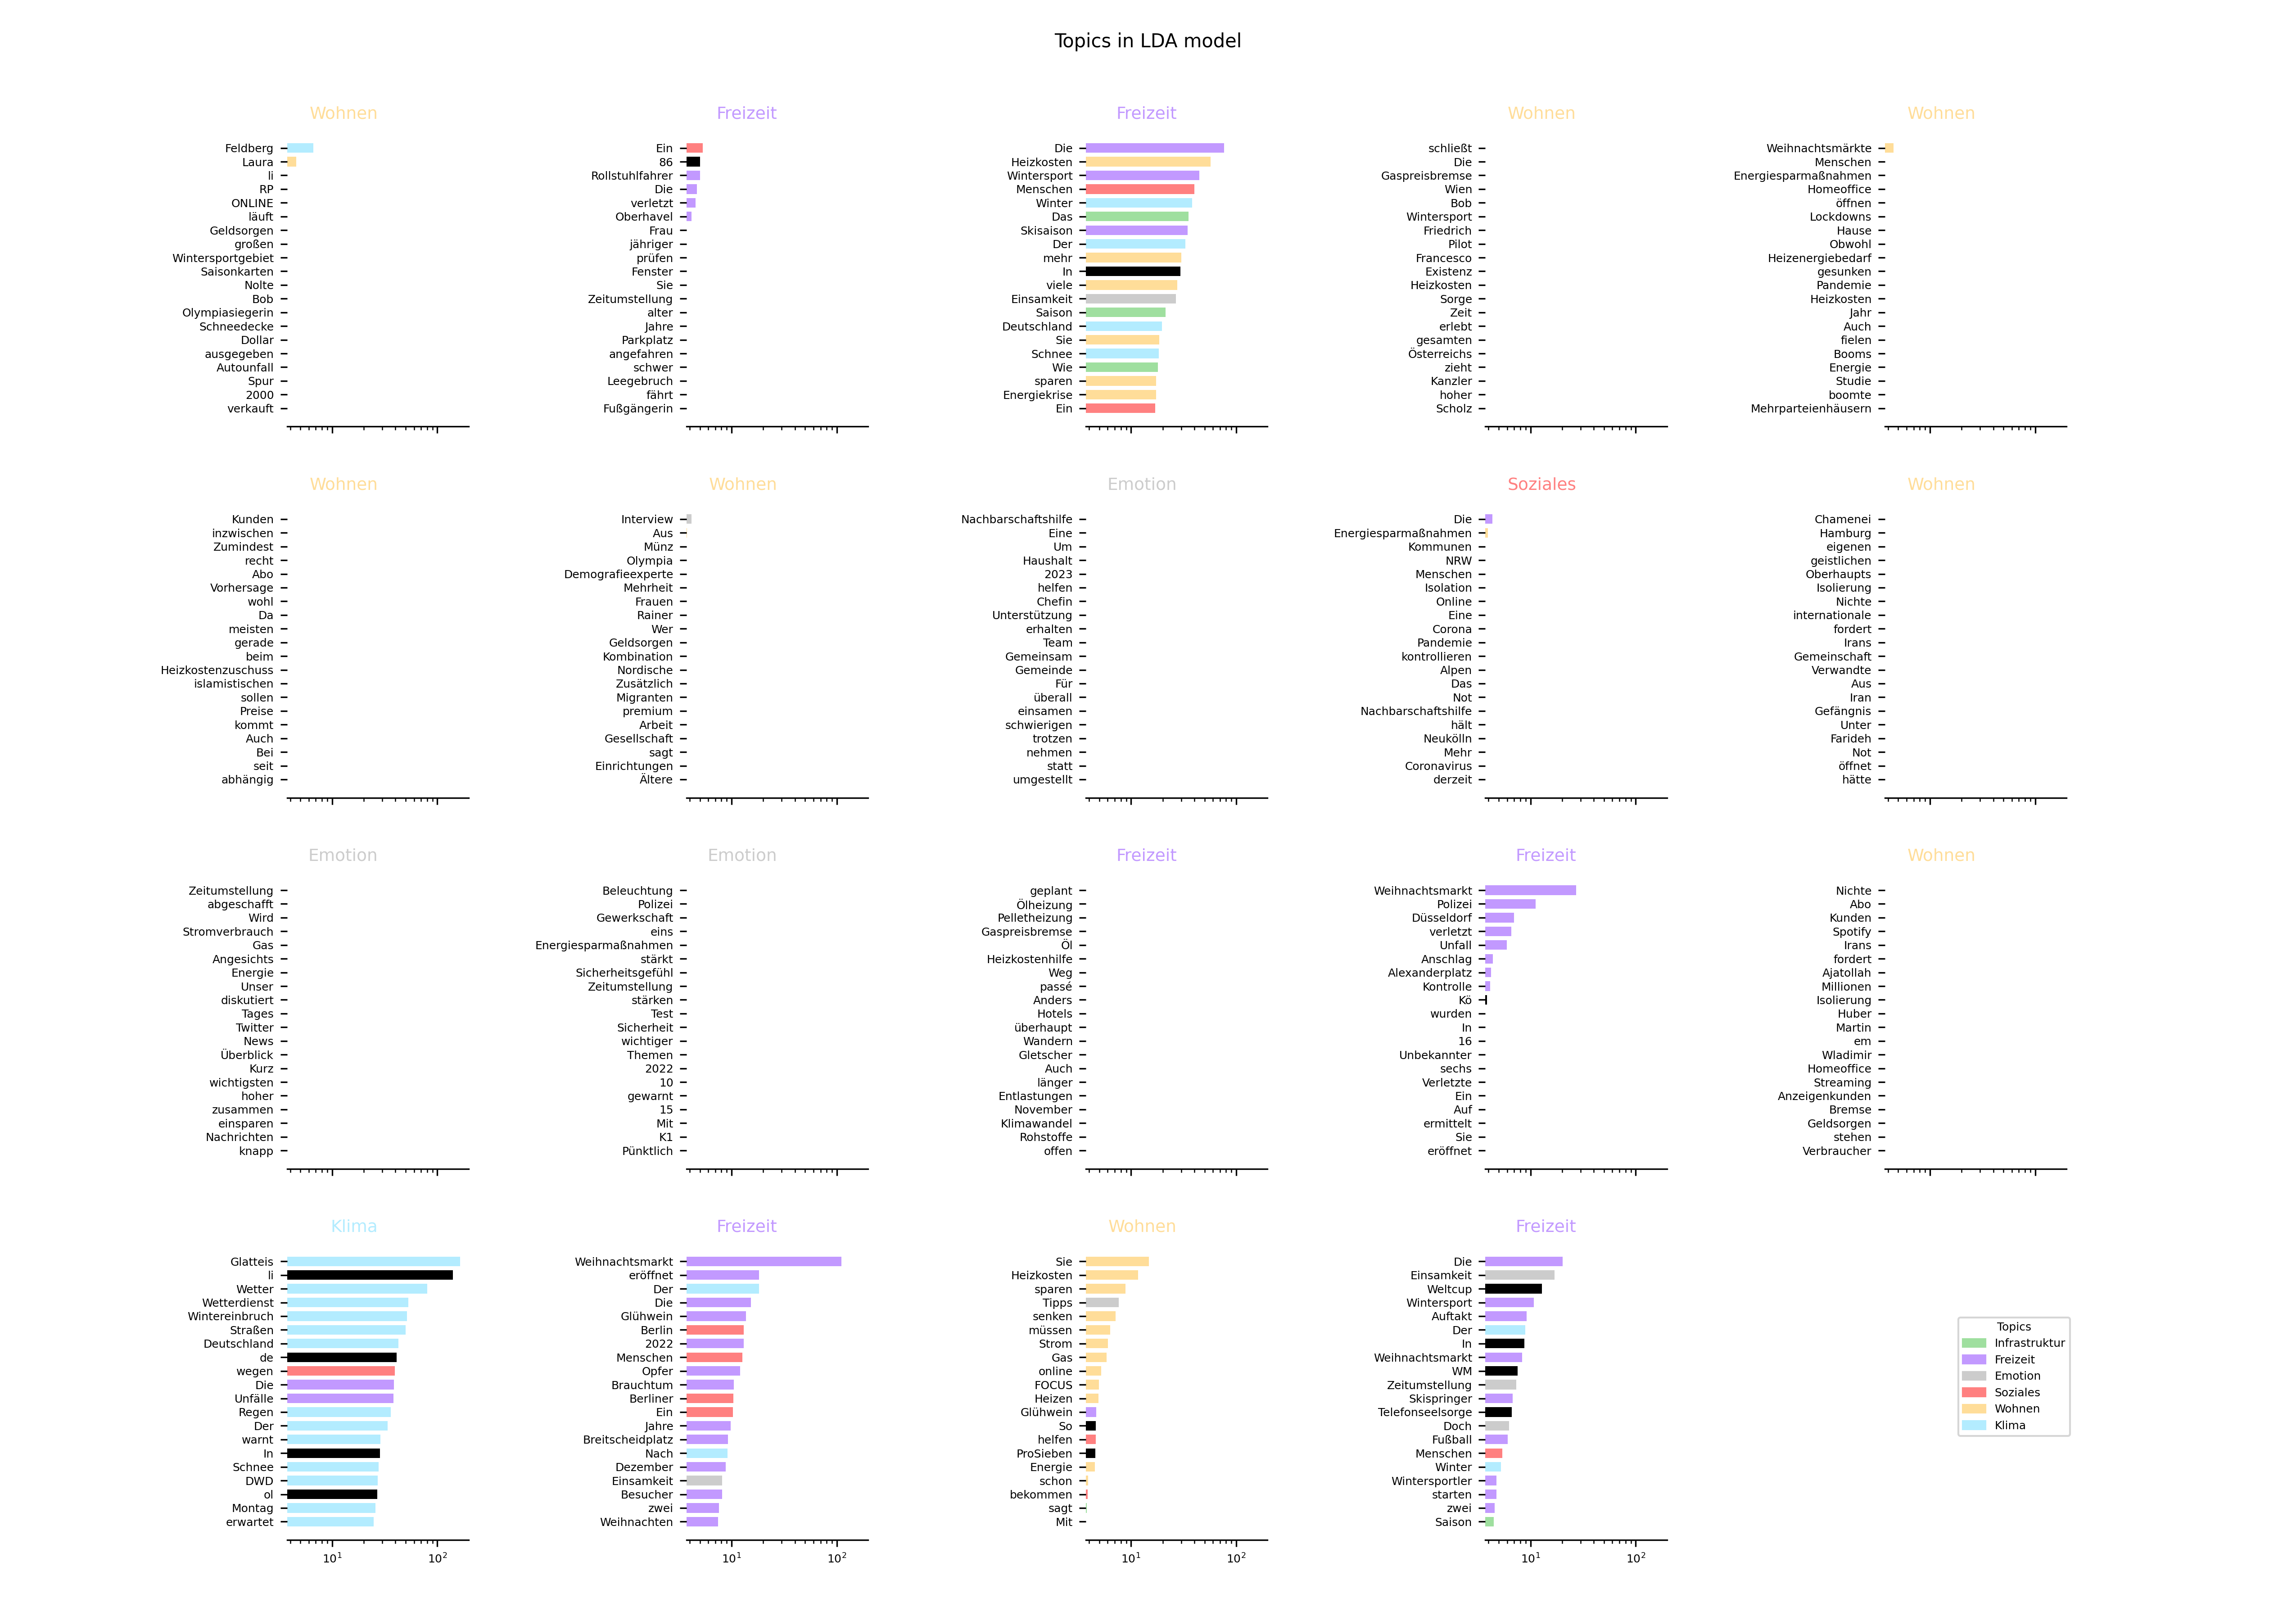 Topics in LDA model
Wohnen
Feldberg
Laura
li
RP
ONLINE
läuft
Geldsorgen
großen
Wintersportgebiet
Saisonkarten
Nolte
Bob
Olympiasiegerin
Schneedecke
Dollar
ausgegeben
Autounfall
Spur
2000
verkauft
Freizeit
Ein
86
Rollstuhlfahrer
Die
verletzt
Oberhavel
Frau
jähriger
prüfen
Fenster
Sie
Zeitumstellung
alter
Jahre
Parkplatz
angefahren
schwer
Leegebruch
fährt
Fußgängerin
Freizeit
Die
Heizkosten
Wintersport
Menschen
Winter
Das
Skisaison
Der
mehr
In
viele
Einsamkeit
Saison
Deutschland
Sie
Schnee
Wie
sparen
Energiekrise
Ein
Wohnen
schließt
Die
Gaspreisbremse
Wien
Bob
Wintersport
Friedrich
Pilot
Francesco
Existenz
Heizkosten
Sorge
Zeit
erlebt
gesamten
Österreichs
zieht
Kanzler
hoher
Scholz
Wohnen
Weihnachtsmärkte
Menschen
Energiesparmaßnahmen
Homeoffice
öffnen
Lockdowns
Hause
Obwohl
Heizenergiebedarf
gesunken
Pandemie
Heizkosten
Jahr
Auch
fielen
Booms
Energie
Studie
boomte
Mehrparteienhäusern
Wohnen
Kunden
inzwischen
Zumindest
recht
Abo
Vorhersage
wohl
Da
meisten
gerade
beim
Heizkostenzuschuss
islamistischen
sollen
Preise
kommt
Auch
Bei
seit
abhängig
Wohnen
Interview
Aus
Münz
Olympia
Demografieexperte
Mehrheit
Frauen
Rainer
Wer
Geldsorgen
Kombination
Nordische
Zusätzlich
Migranten
premium
Arbeit
Gesellschaft
sagt
Einrichtungen
Ältere
Emotion
Nachbarschaftshilfe
Eine
Um
Haushalt
2023
helfen
Chefin
Unterstützung
erhalten
Team
Gemeinsam
Gemeinde
Für
überall
einsamen
schwierigen
trotzen
nehmen
statt
umgestellt
Soziales
Die
Energiesparmaßnahmen
Kommunen
NRW
Menschen
Isolation
Online
Eine
Corona
Pandemie
kontrollieren
Alpen
Das
Not
Nachbarschaftshilfe
hält
Neukölln
Mehr
Coronavirus
derzeit
Wohnen
Chamenei
Hamburg
eigenen
geistlichen
Oberhaupts
Isolierung
Nichte
internationale
fordert
Irans
Gemeinschaft
Verwandte
Aus
Iran
Gefängnis
Unter
Farideh
Not
öffnet
hätte
Emotion
Zeitumstellung
abgeschafft
Wird
Stromverbrauch
Gas
Angesichts
Energie
Unser
diskutiert
Tages
Twitter
News
Überblick
Kurz
wichtigsten
hoher
zusammen
einsparen
Nachrichten
knapp
Emotion
Beleuchtung
Polizei
Gewerkschaft
eins
Energiesparmaßnahmen
stärkt
Sicherheitsgefühl
Zeitumstellung
stärken
Test
Sicherheit
wichtiger
Themen
2022
10
gewarnt
15
Mit
K1
Pünktlich
Freizeit
geplant
Ölheizung
Pelletheizung
Gaspreisbremse
Öl
Heizkostenhilfe
Weg
passé
Anders
Hotels
überhaupt
Wandern
Gletscher
Auch
länger
Entlastungen
November
Klimawandel
Rohstoffe
offen
Freizeit
Weihnachtsmarkt
Polizei
Düsseldorf
verletzt
Unfall
Anschlag
Alexanderplatz
Kontrolle
Kö
wurden
In
16
Unbekannter
sechs
Verletzte
Ein
Auf
ermittelt
Sie
eröffnet
Wohnen
Nichte
Abo
Kunden
Spotify
Irans
fordert
Ajatollah
Millionen
Isolierung
Huber
Martin
em
Wladimir
Homeoffice
Streaming
Anzeigenkunden
Bremse
Geldsorgen
stehen
Verbraucher
Klima
Glatteis
li
Wetter
Wetterdienst
Wintereinbruch
Straßen
Deutschland
de
wegen
Die
Unfälle
Regen
Der
warnt
In
Schnee
DWD
ol
Montag
erwartet
10¹ 10²
Freizeit
Weihnachtsmarkt
eröffnet
Der
Die
Glühwein
Berlin
2022
Menschen
Opfer
Brauchtum
Berliner
Ein
Jahre
Breitscheidplatz
Nach
Dezember
Einsamkeit
Besucher
zwei
Weihnachten
10¹ 10²
Wohnen
Sie
Heizkosten
sparen
Tipps
senken
müssen
Strom
Gas
online
FOCUS
Heizen
Glühwein
So
helfen
ProSieben
Energie
schon
bekommen
sagt
Mit
10¹ 10²
Freizeit
Die
Einsamkeit
Weltcup
Wintersport
Auftakt
Der
In
Weihnachtsmarkt
WM
Zeitumstellung
Skispringer
Telefonseelsorge
Doch
Fußball
Menschen
Winter
Wintersportler
starten
zwei
Saison
10¹ 10²
Topics
Infrastruktur
Freizeit
Emotion
Soziales
Wohnen
Klima